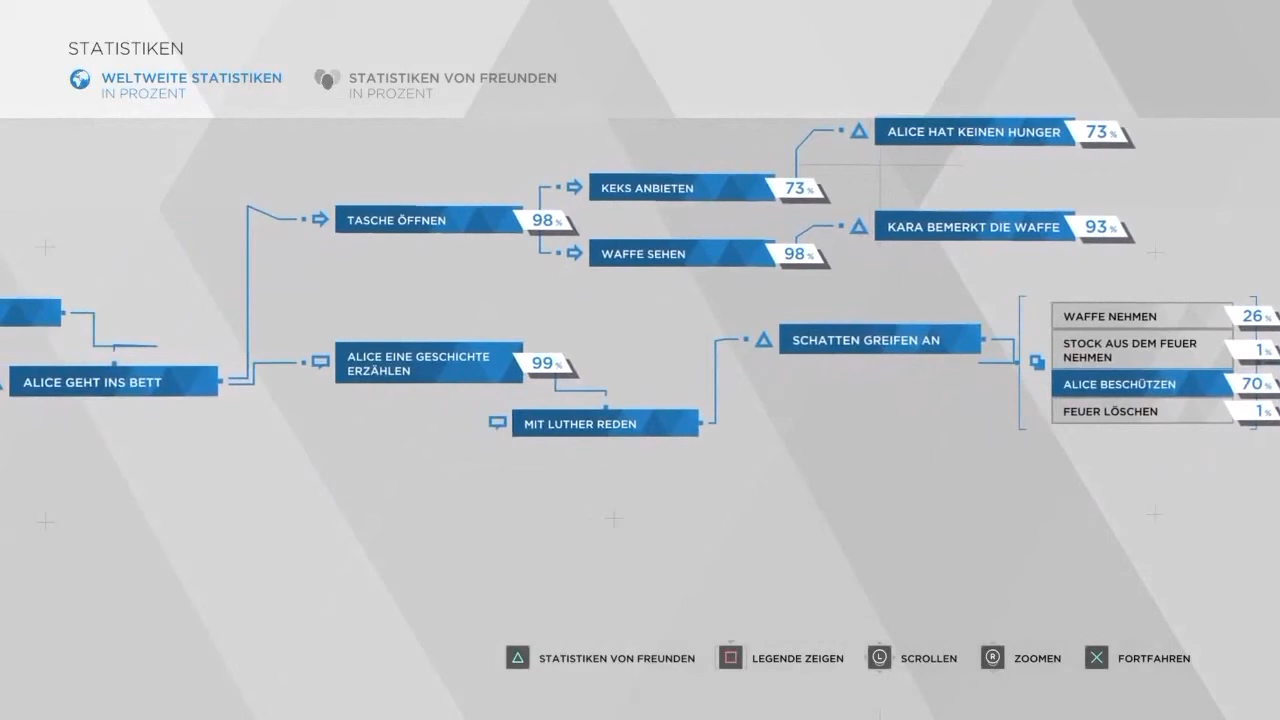 STATISTIKEN
WELTWEITE STATISTIKEN
IN PROZENT
STATISTIKEN VON FREUNDEN
IN PROZENT
ALICE HAT KEINEN HUNGER 73%
KEKS ANBIETEN 73%
TASCHE ÖFFNEN 98%
KARA BEMERKT DIE WAFFE 93%
WAFFE SEHEN 98%
WAFFE NEHMEN 26%
SCHATTEN GREIFEN AN
STOCK AUS DEM FEUER
NEHMEN 1%
ALICE EINE GESCHICHTE
ERZÄHLEN 99%
ALICE GEHT INS BETT
ALICE BESCHÜTZEN 70%
FEUER LÖSCHEN 1%
MIT LUTHER REDEN
STATISTIKEN VON FREUNDEN
LEGENDE ZEIGEN
L SCROLLEN
R ZOOMEN
FORTFAHREN